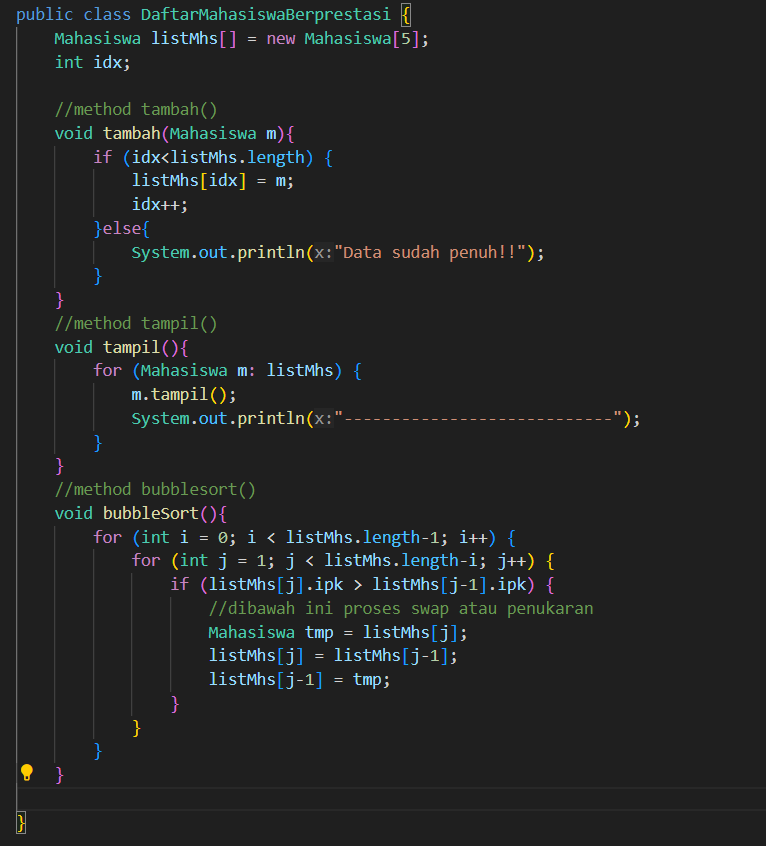 public class DaftarMahasiswaBerprestasi {
    Mahasiswa listMhs[] = new Mahasiswa[5];
    int idx;

    //method tambah()
    void tambah(Mahasiswa m){
        if (idx<listMhs.length) {
            listMhs[idx] = m;
            idx++;
        }else{
            System.out.println(x:"Data sudah penuh!!");
        }
    }
    //method tampil()
    void tampil(){
        for (Mahasiswa m: listMhs) {
            m.tampil();
            System.out.println(x:"----------------------------");
        }
    }
    //method bubblesort()
    void bubbleSort(){
        for (int i = 0; i < listMhs.length-1; i++) {
            for (int j = 1; j < listMhs.length-i; j++) {
                if (listMhs[j].ipk > listMhs[j-1].ipk) {
                    //dibawah ini proses swap atau penukaran
                    Mahasiswa tmp = listMhs[j];
                    listMhs[j] = listMhs[j-1];
                    listMhs[j-1] = tmp;
                }
            }
        }
    }

}